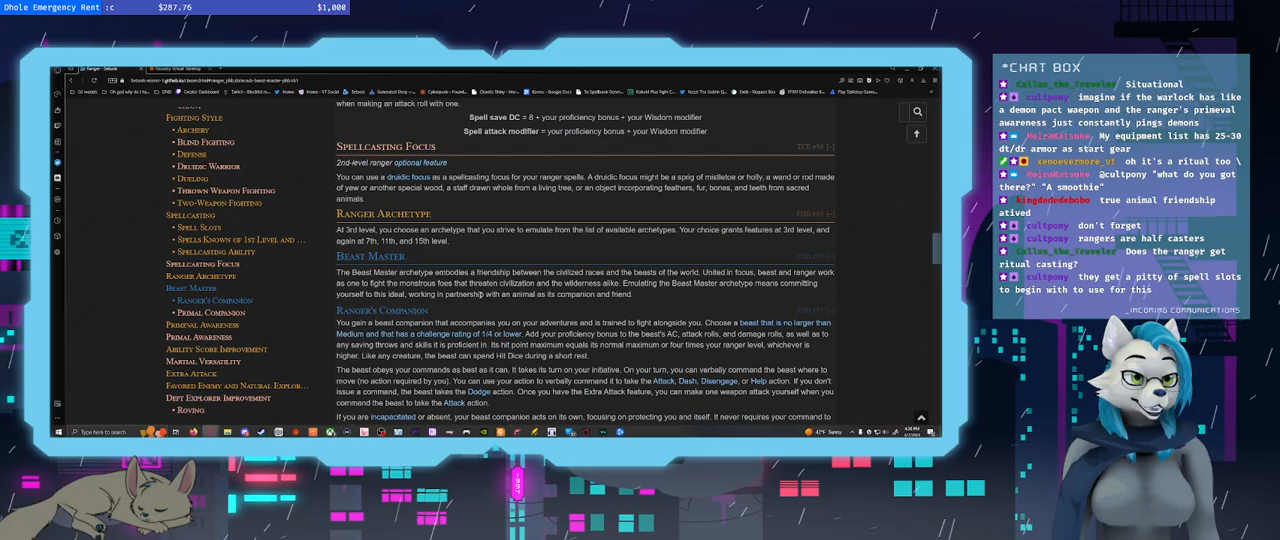 Dhole Emergency Rent :c $287.76 $1,000
when making an attack roll with one.
Spell save DC = 8 + your proficiency bonus + your Wisdom modifier
Spell attack modifier = your proficiency bonus + your Wisdom modifier
SPELLCASTING FOCUS
2nd-level ranger optional feature
You can use a druidic focus as a spellcasting focus for your ranger spells. A druidic focus might be a sprig of mistletoe or holly, a wand or rod made
of yew or another special wood, a staff drawn whole from a living tree, or an object incorporating feathers, fur, bones, and teeth from sacred
animals.
RANGER ARCHETYPE
At 3rd level, you choose an archetype that you strive to emulate from the list of available archetypes. Your choice grants features at 3rd level, and
again at 7th, 11th, and 15th level.
BEAST MASTER
The Beast Master archetype embodies a friendship between the civilized races and the beasts of the world. United in focus, beast and ranger work
as one to fight the monstrous foes that threaten civilization and the wilderness alike. Emulating the Beast Master archetype means committing
yourself to this ideal, working in partnership with an animal as its companion and friend.
RANGER'S COMPANION
You gain a beast companion that accompanies you on your adventures and is trained to fight alongside you. Choose a beast that is no larger than
Medium and that has a challenge rating of 1/4 or lower. Add your proficiency bonus to the beast's AC, attack rolls, and damage rolls, as well as to
any saving throws and skills it is proficient in. Its hit point maximum equals its normal maximum or four times your ranger level, whichever is
higher. Like any creature, the beast can spend Hit Dice during a short rest.
The beast obeys your commands as best as it can. It takes its turn on your initiative. On your turn, you can verbally command the beast where to
move (no action required by you). You can use your action to verbally command it to take the Attack, Dash, Disengage, or Help action. If you don't
issue a command, the beast takes the Dodge action. Once you have the Extra Attack feature, you can make one weapon attack yourself when you
command the beast to take the Attack action.
If you are incapacitated or absent, your beast companion acts on its own, focusing on protecting you and itself. It never requires your command to
FIGHTING STYLE
• ARCHERY
• BLIND FIGHTING
• DEFENSE
• DRUIDIC WARRIOR
• DUELING
• THROWN WEAPON FIGHTING
• TWO-WEAPON FIGHTING
SPELLCASTING
• SPELL SLOTS
• SPELLS KNOWN OF 1ST LEVEL AND ...
• SPELLCASTING ABILITY
SPELLCASTING FOCUS
RANGER ARCHETYPE
BEAST MASTER
• RANGER'S COMPANION
• PRIMAL COMPANION
PRIMEVAL AWARENESS
PRIMAL AWARENESS
ABILITY SCORE IMPROVEMENT
MARTIAL VERSATILITY
EXTRA ATTACK
FAVORED ENEMY AND NATURAL EXPLOR...
DEFT EXPLORER IMPROVEMENT
• ROVING
Type here to search
42°F Sunny
*CHAT BOX
Callus_the_Traveler Situational
cultpony imagine if the warlock has like
a demon pact waepon and the ranger's primeval
awareness just constantly pings demons
MoiraKatsuke My equipment list has 25-30
dt/dr armor as start gear
xenoevermore_vt oh it's a ritual too \
MoiraKatsuke @cultpony "what do you got
there?" "A smoothie"
kingdededebobo true animal friendship
atived
cultpony don't forget
cultpony rangers are half casters
Callus_the_Traveler Does the ranger get
ritual casting?
cultpony they get a pitty of spell slots
to begin with to use for this
_INCOMING COMMUNICATIONS